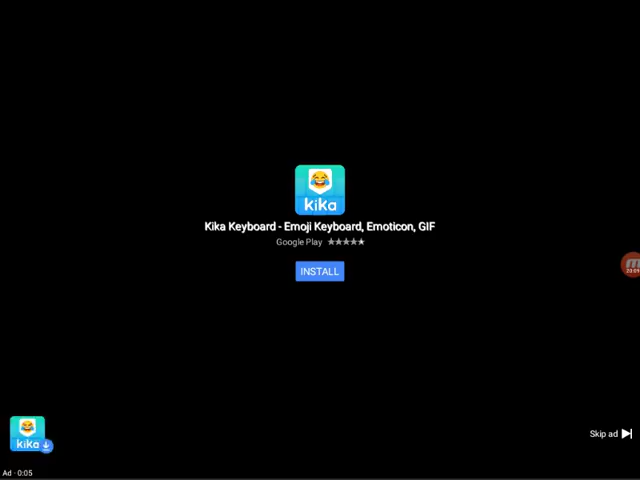 kika
Kika Keyboard - Emoji Keyboard, Emoticon, GIF
Google Play ★★★★★
INSTALL
kika
Skip ad
Ad · 0:05